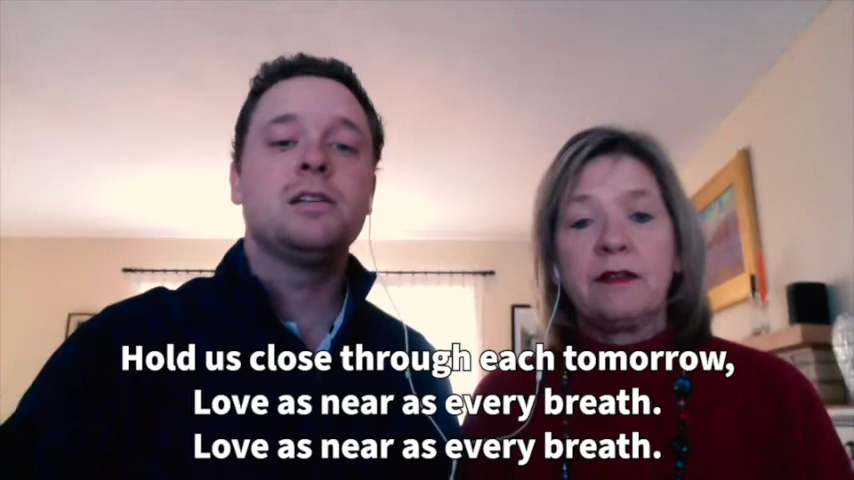 Hold us close through each tomorrow,
Love as near as every breath.
Love as near as every breath.